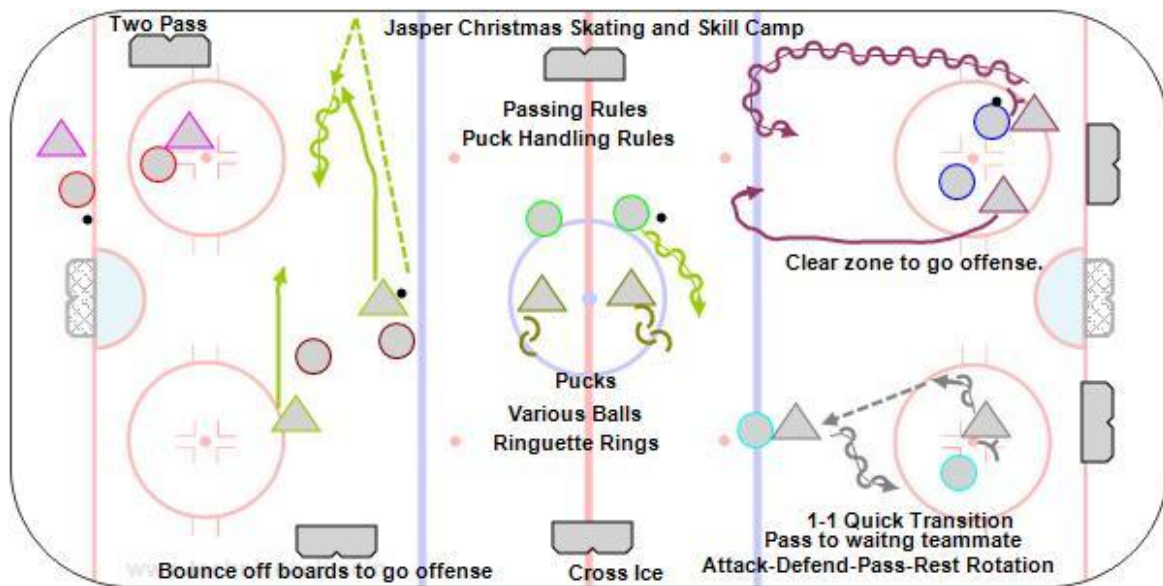 Two Pass
Jasper Christmas Skating and Skill Camp
Passing Rules
Puck Handling Rules
Clear zone to go offense.
Pucks
Various Balls
Ringuette Rings
1-1 Quick Transition
Pass to waitng teammate
Attack-Defend-Pass-Rest Rotation
Bounce off boards to go offense
Cross Ice